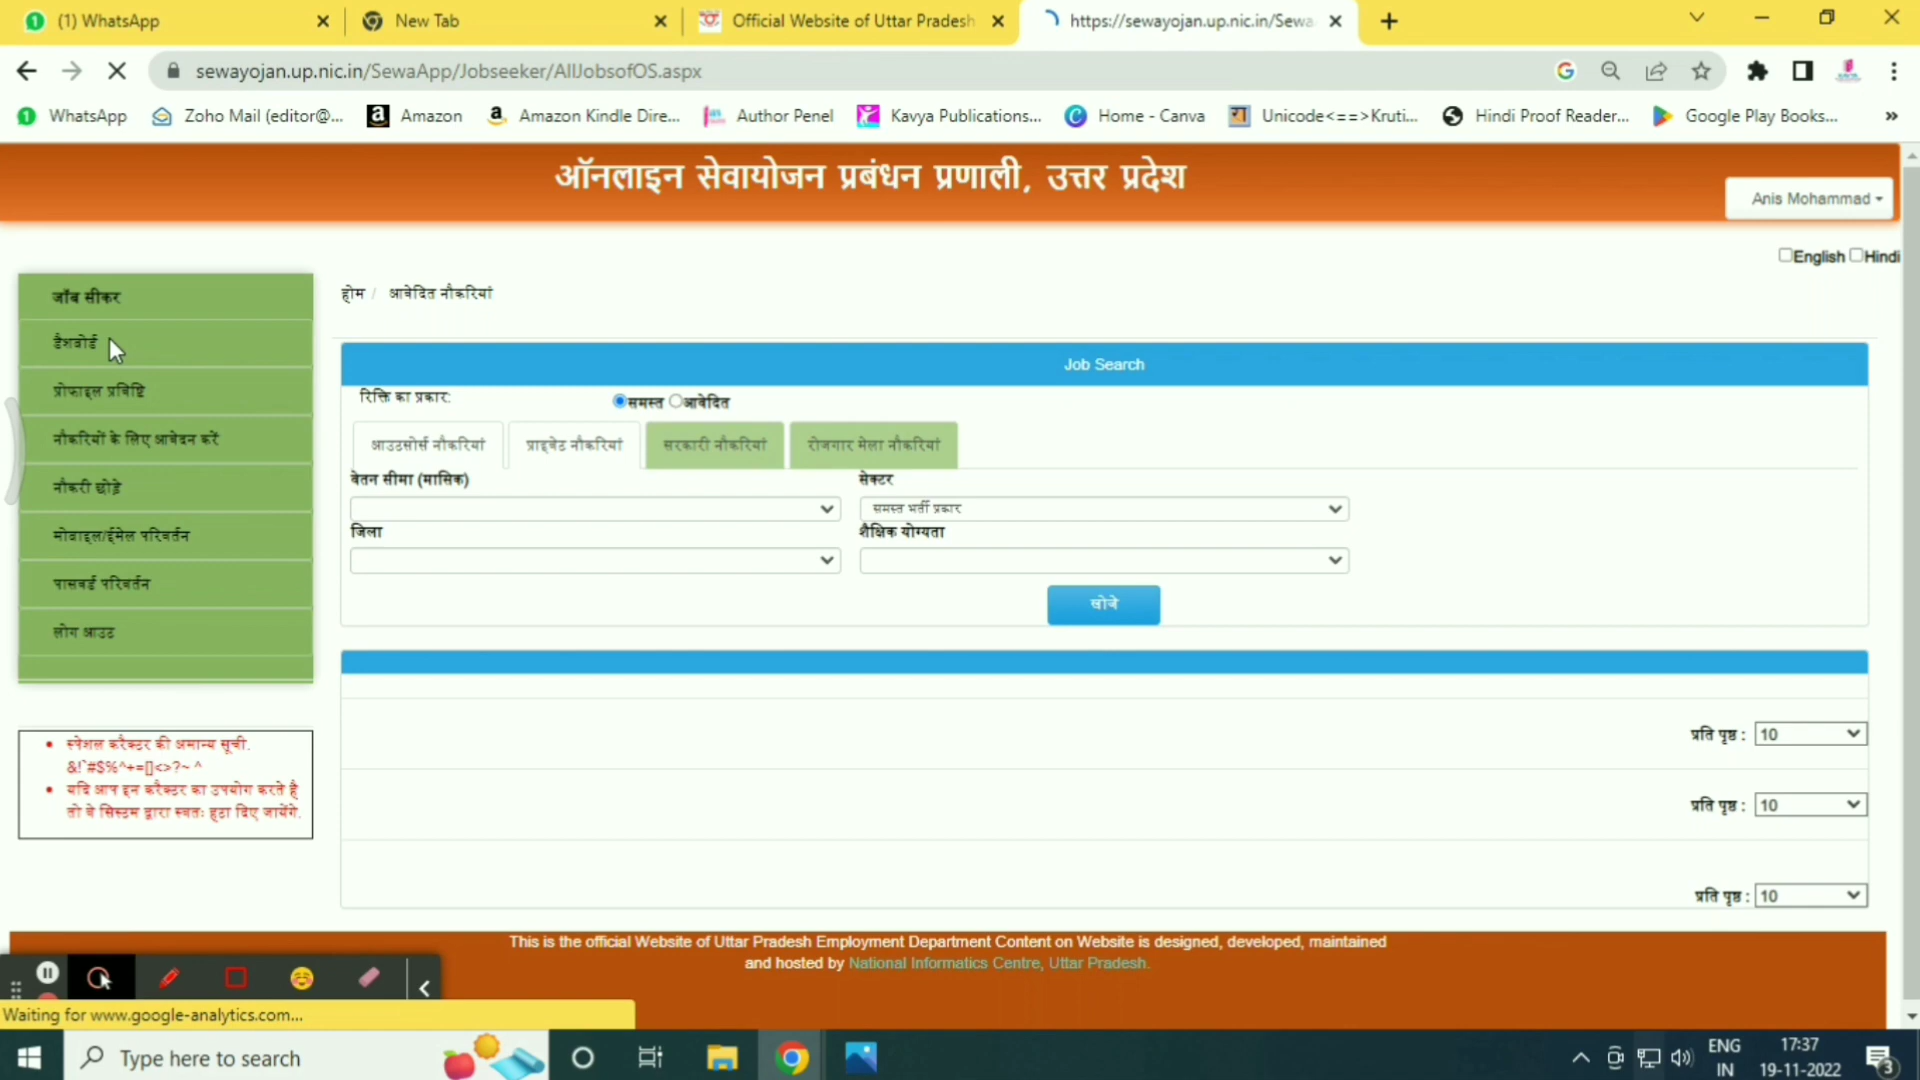 (1) WhatsApp
New Tab
Official Website of Uttar Pradesh
https://sewayojan.up.nic.in/Sewa
sewayojan.up.nic.in/SewaApp/Jobseeker/AllJobsofOS.aspx
WhatsApp
Zoho Mail (editor@...
Amazon
Amazon Kindle Dire...
Author Penel
Kavya Publications...
Home - Canva
Unicode<==>Kruti...
Hindi Proof Reader...
Google Play Books...
»
ऑनलाइन सेवायोजन प्रबंधन प्रणाली, उत्तर प्रदेश
Anis Mohammad
English Hindi
जॉब सीकर
डैशबोर्ड
प्रोफाइल प्रविष्टि
नौकरियों के लिए आवेदन करें
नौकरी छोड़े
मोबाइल/ईमेल परिवर्तन
पासवर्ड परिवर्तन
लोग आउट
स्पेशल करैक्टर की अमान्य सूची.
&!`#$%^+=[]<>?~ ^
यदि आप इन करैक्टर का उपयोग करते है
तो वे सिस्टम द्वारा स्वतः हटा दिए जायेंगे.
होम / आवेदित नौकरियां
Job Search
रिक्ति का प्रकार:
समस्त आवेदित
आउटसोर्स नौकरियां
प्राइवेट नौकरियां
सरकारी नौकरियां
रोजगार मेला नौकरियां
वेतन सीमा (मासिक)
सेक्टर
समस्त भर्ती प्रकार
जिला
शैक्षिक योग्यता
खोजे
प्रति पृष्ठ : 10
प्रति पृष्ठ : 10
प्रति पृष्ठ : 10
This is the official Website of Uttar Pradesh Employment Department Content on Website is designed, developed, maintained
and hosted by National Informatics Centre, Uttar Pradesh.
Waiting for www.google-analytics.com...
Type here to search
ENG
IN
17:37
19-11-2022
3